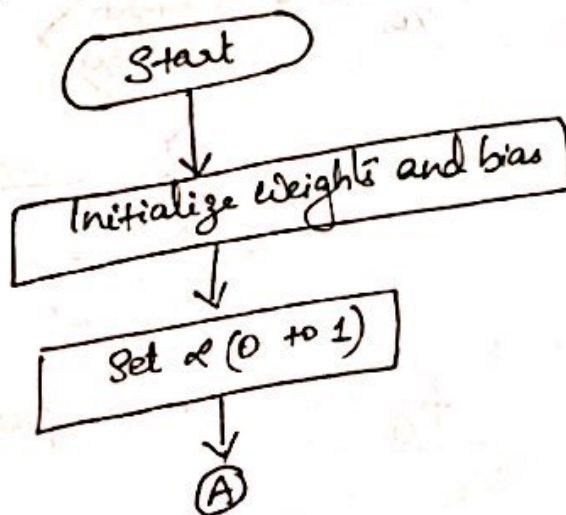 Start
Initialize weights and bias
Set α (0 to 1)
A